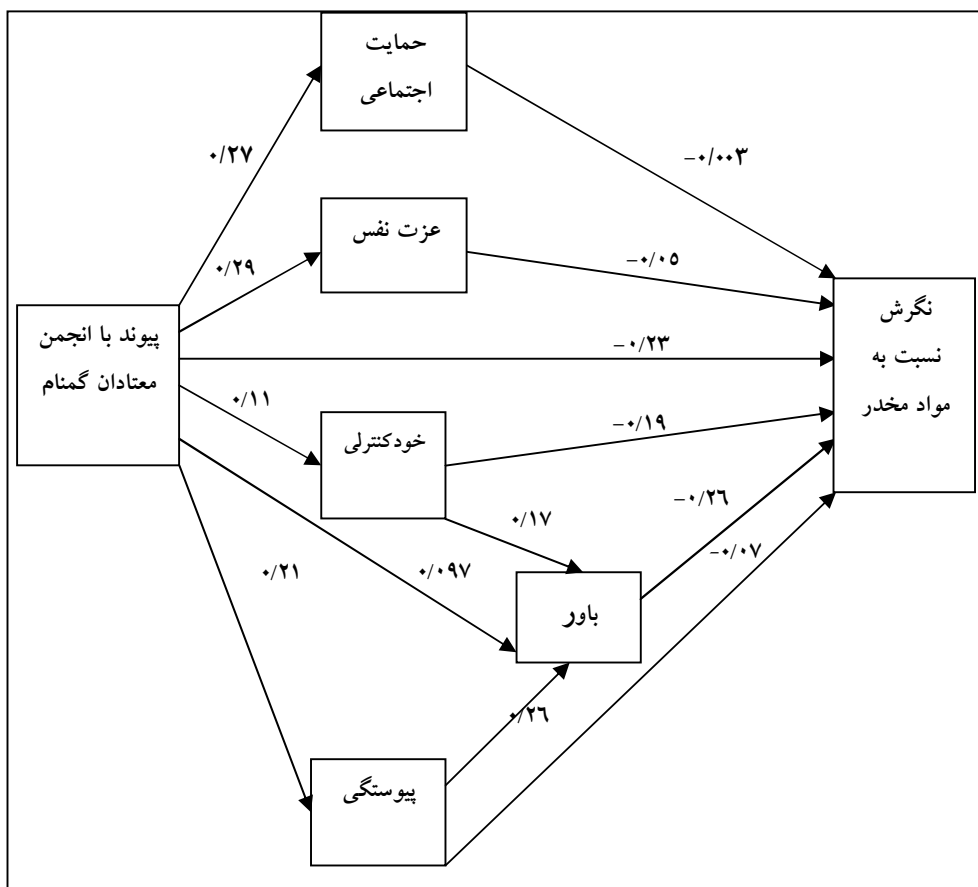 حمایت
اجتماعی
۰/۲۷
-۰/۰۰۳
عزت نفس
۰/۲۹
-۰/۰۵
پیوند با انجمن
معتادان گمنام
نگرش
نسبت به
مواد مخدر
-۰/۲۳
۰/۱۱
خودکنترلی
-۰/۱۹
-۰/۲۶
۰/۱۷
-۰/۰۷
۰/۲۱
۰/۰۹۷
باور
۰/۲۶
پیوستگی